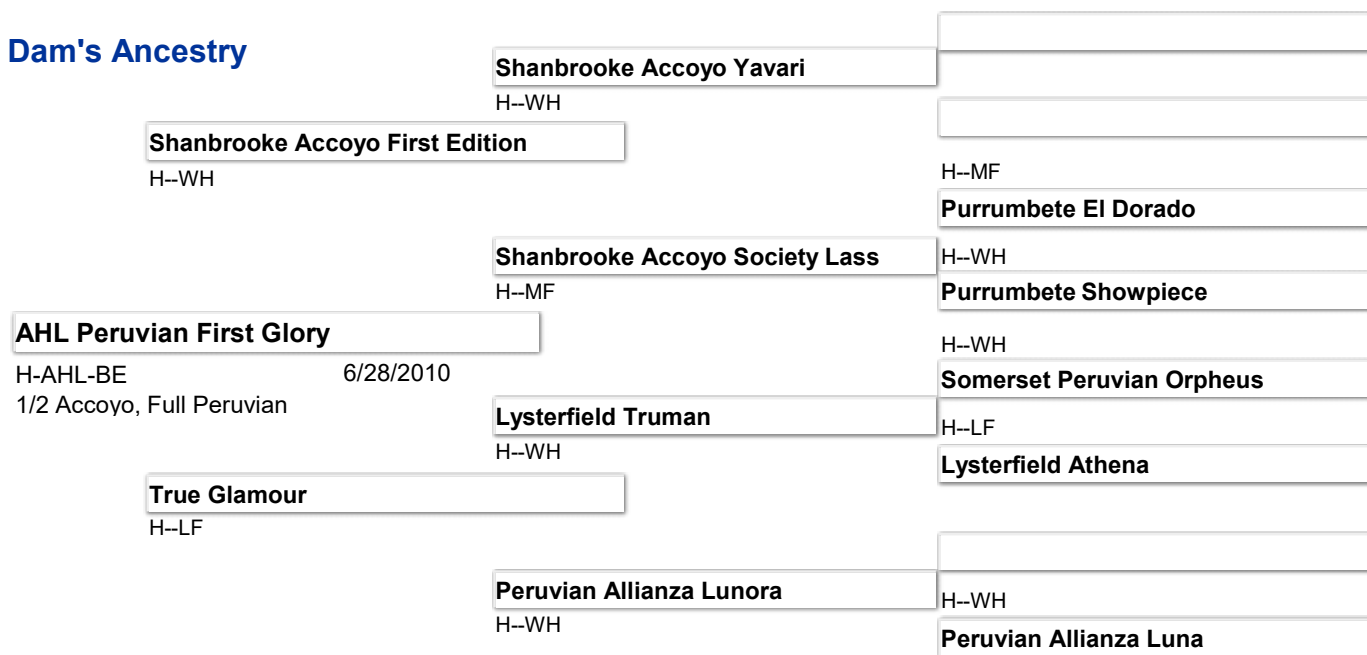 Dam's Ancestry
Shanbrooke Accoyo Yavari
H--WH
Shanbrooke Accoyo First Edition
H--WH
H--MF
Purrumbete El Dorado
Shanbrooke Accoyo Society Lass
H--MF
H--WH
Purrumbete Showpiece
AHL Peruvian First Glory
H-AHL-BE
6/28/2010
1/2 Accoyo, Full Peruvian
H--WH
Somerset Peruvian Orpheus
Lysterfield Truman
H--WH
H--LF
Lysterfield Athena
True Glamour
H--LF
Peruvian Allianza Lunora
H--WH
H--WH
Peruvian Allianza Luna